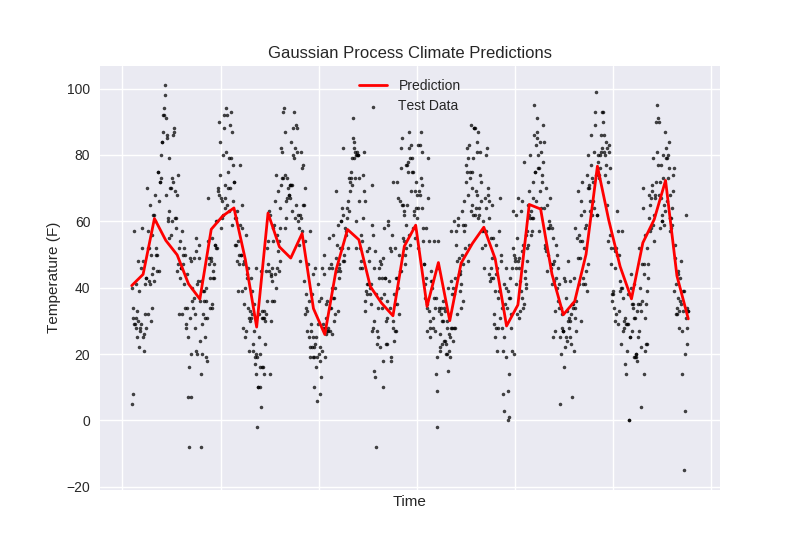 Gaussian Process Climate Predictions
Prediction
Test Data
100
80
60
40
20
0
−20
Temperature (F)
Time